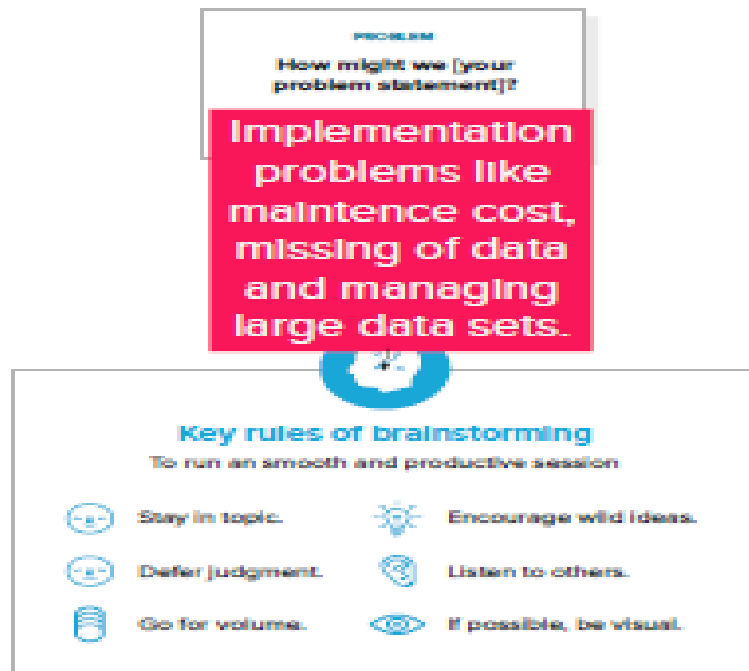 PROBLEM
How might we [your
problem statement]?
Implementation
problems like
maintence cost,
missing of data
and managing
large data sets.
Key rules of brainstorming
To run an smooth and productive session
Stay in topic.
Encourage wild ideas.
Defer judgment.
Listen to others.
Go for volume.
If possible, be visual.